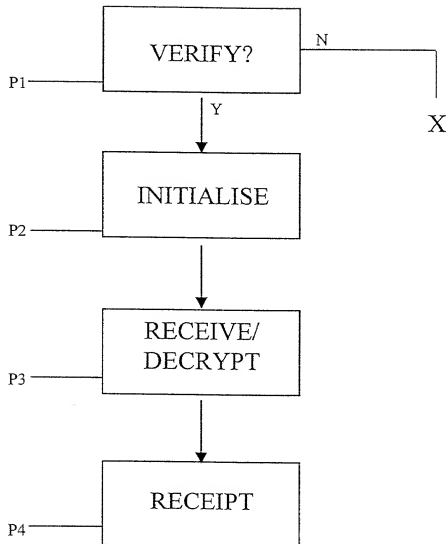 VERIFY?
N
P1
X
Y
INITIALISE
P2
RECEIVE/
DECRYPT
P3
RECEIPT
P4